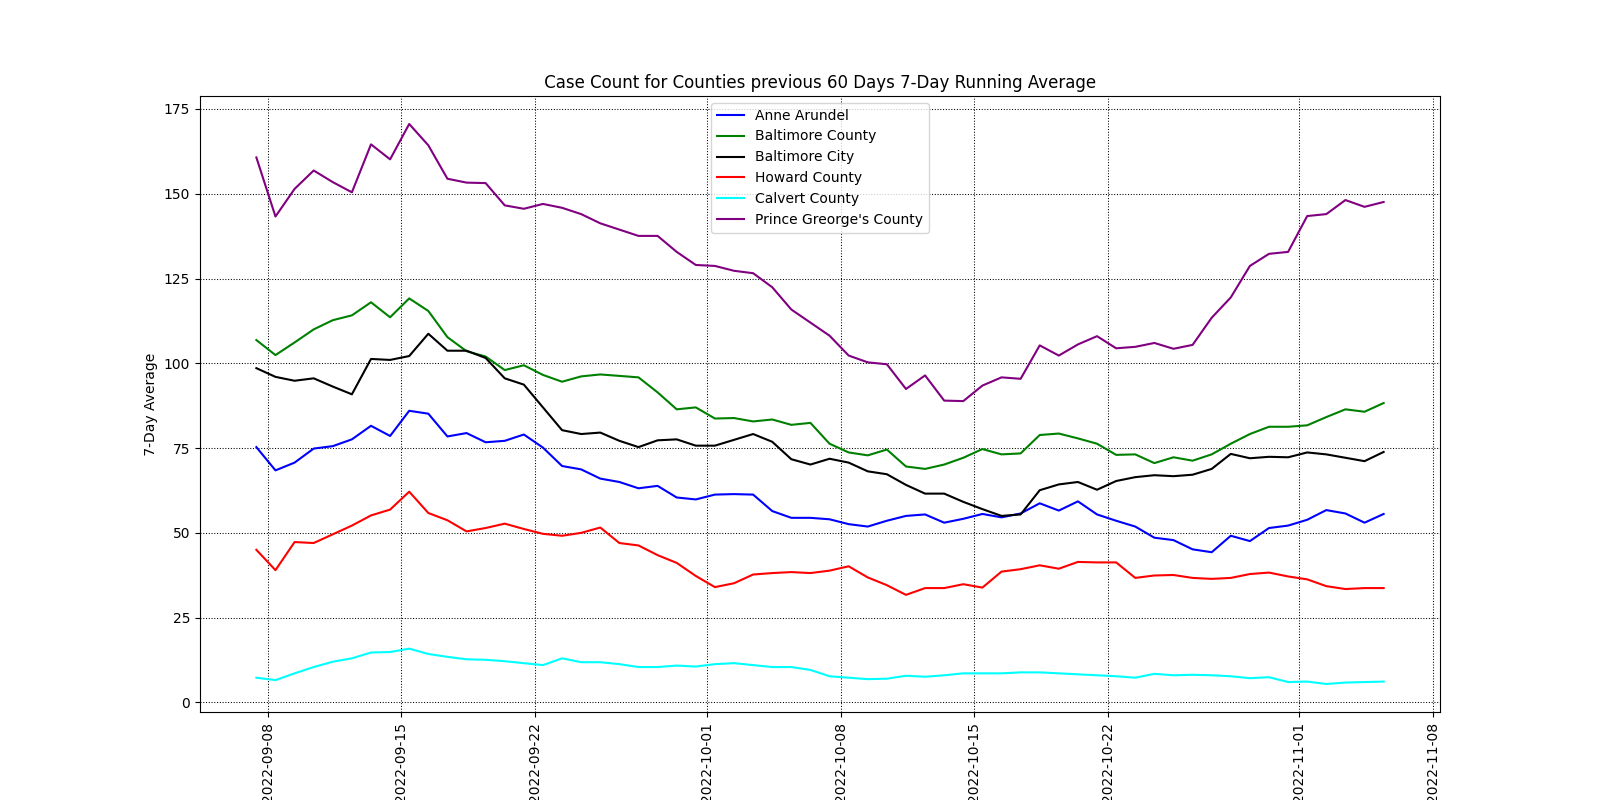 Case Count for Counties previous 60 Days 7-Day Running Average
175
150
125
100
75
50
25
0
7-Day Average
Anne Arundel
Baltimore County
Baltimore City
Howard County
Calvert County
Prince Greorge's County
2022-09-08
2022-09-15
2022-09-22
2022-10-01
2022-10-08
2022-10-15
2022-10-22
2022-11-01
2022-11-08